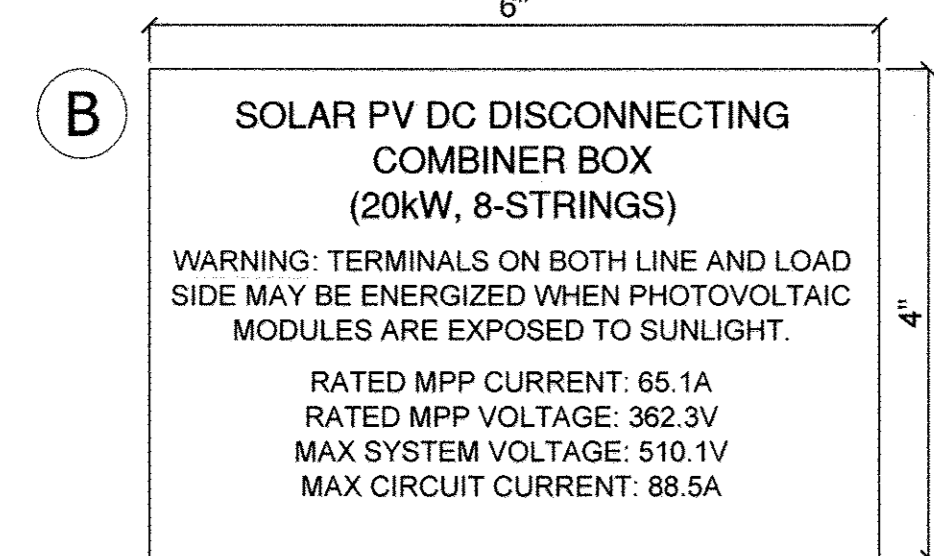 6"
B
SOLAR PV DC DISCONNECTING
COMBINER BOX
(20kW, 8-STRINGS)
WARNING: TERMINALS ON BOTH LINE AND LOAD
SIDE MAY BE ENERGIZED WHEN PHOTOVOLTAIC
MODULES ARE EXPOSED TO SUNLIGHT.
RATED MPP CURRENT: 65.1A
RATED MPP VOLTAGE: 362.3V
MAX SYSTEM VOLTAGE: 510.1V
MAX CIRCUIT CURRENT: 88.5A
4"